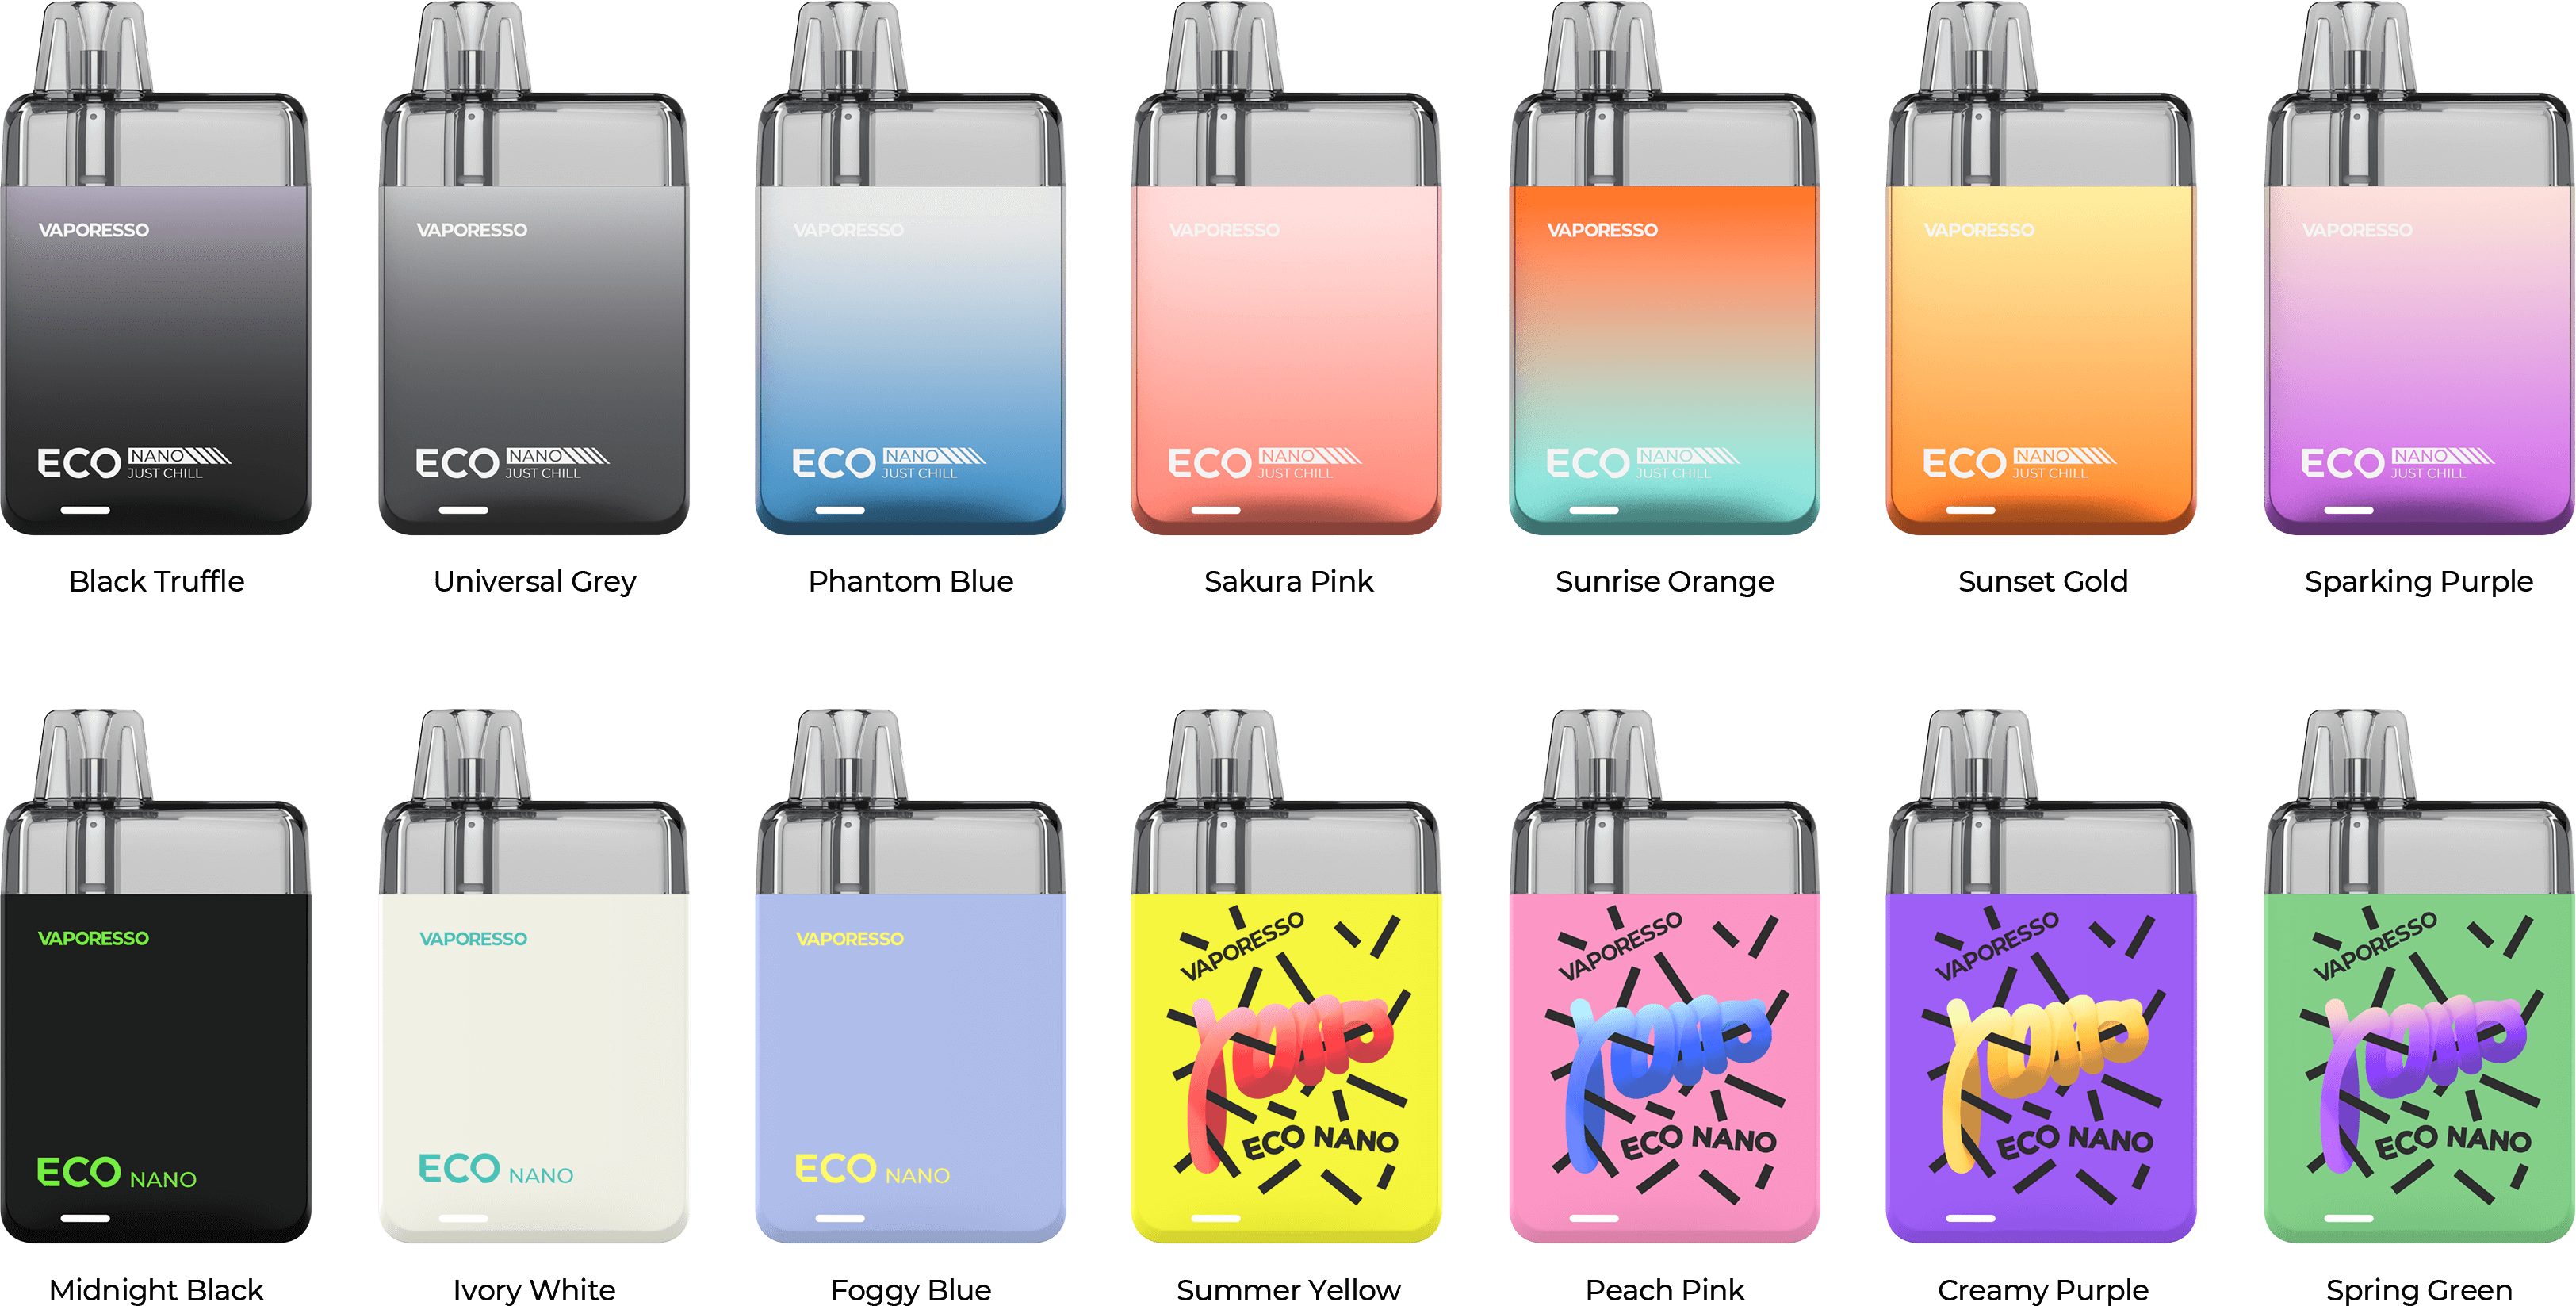 VAPORESSO
ECO NANO
JUST CHILL
Black Truffle
VAPORESSO
ECO NANO
JUST CHILL
Universal Grey
VAPORESSO
ECO NANO
JUST CHILL
Phantom Blue
VAPORESSO
ECO NANO
JUST CHILL
Sakura Pink
VAPORESSO
ECO NANO
JUST CHILL
Sunrise Orange
VAPORESSO
ECO NANO
JUST CHILL
Sunset Gold
VAPORESSO
ECO NANO
JUST CHILL
Sparking Purple
VAPORESSO
ECO NANO
Midnight Black
VAPORESSO
ECO NANO
Ivory White
VAPORESSO
ECO NANO
Foggy Blue
VAPORESSO
ECO NANO
Summer Yellow
VAPORESSO
ECO NANO
Peach Pink
VAPORESSO
ECO NANO
Creamy Purple
VAPORESSO
ECO NANO
Spring Green